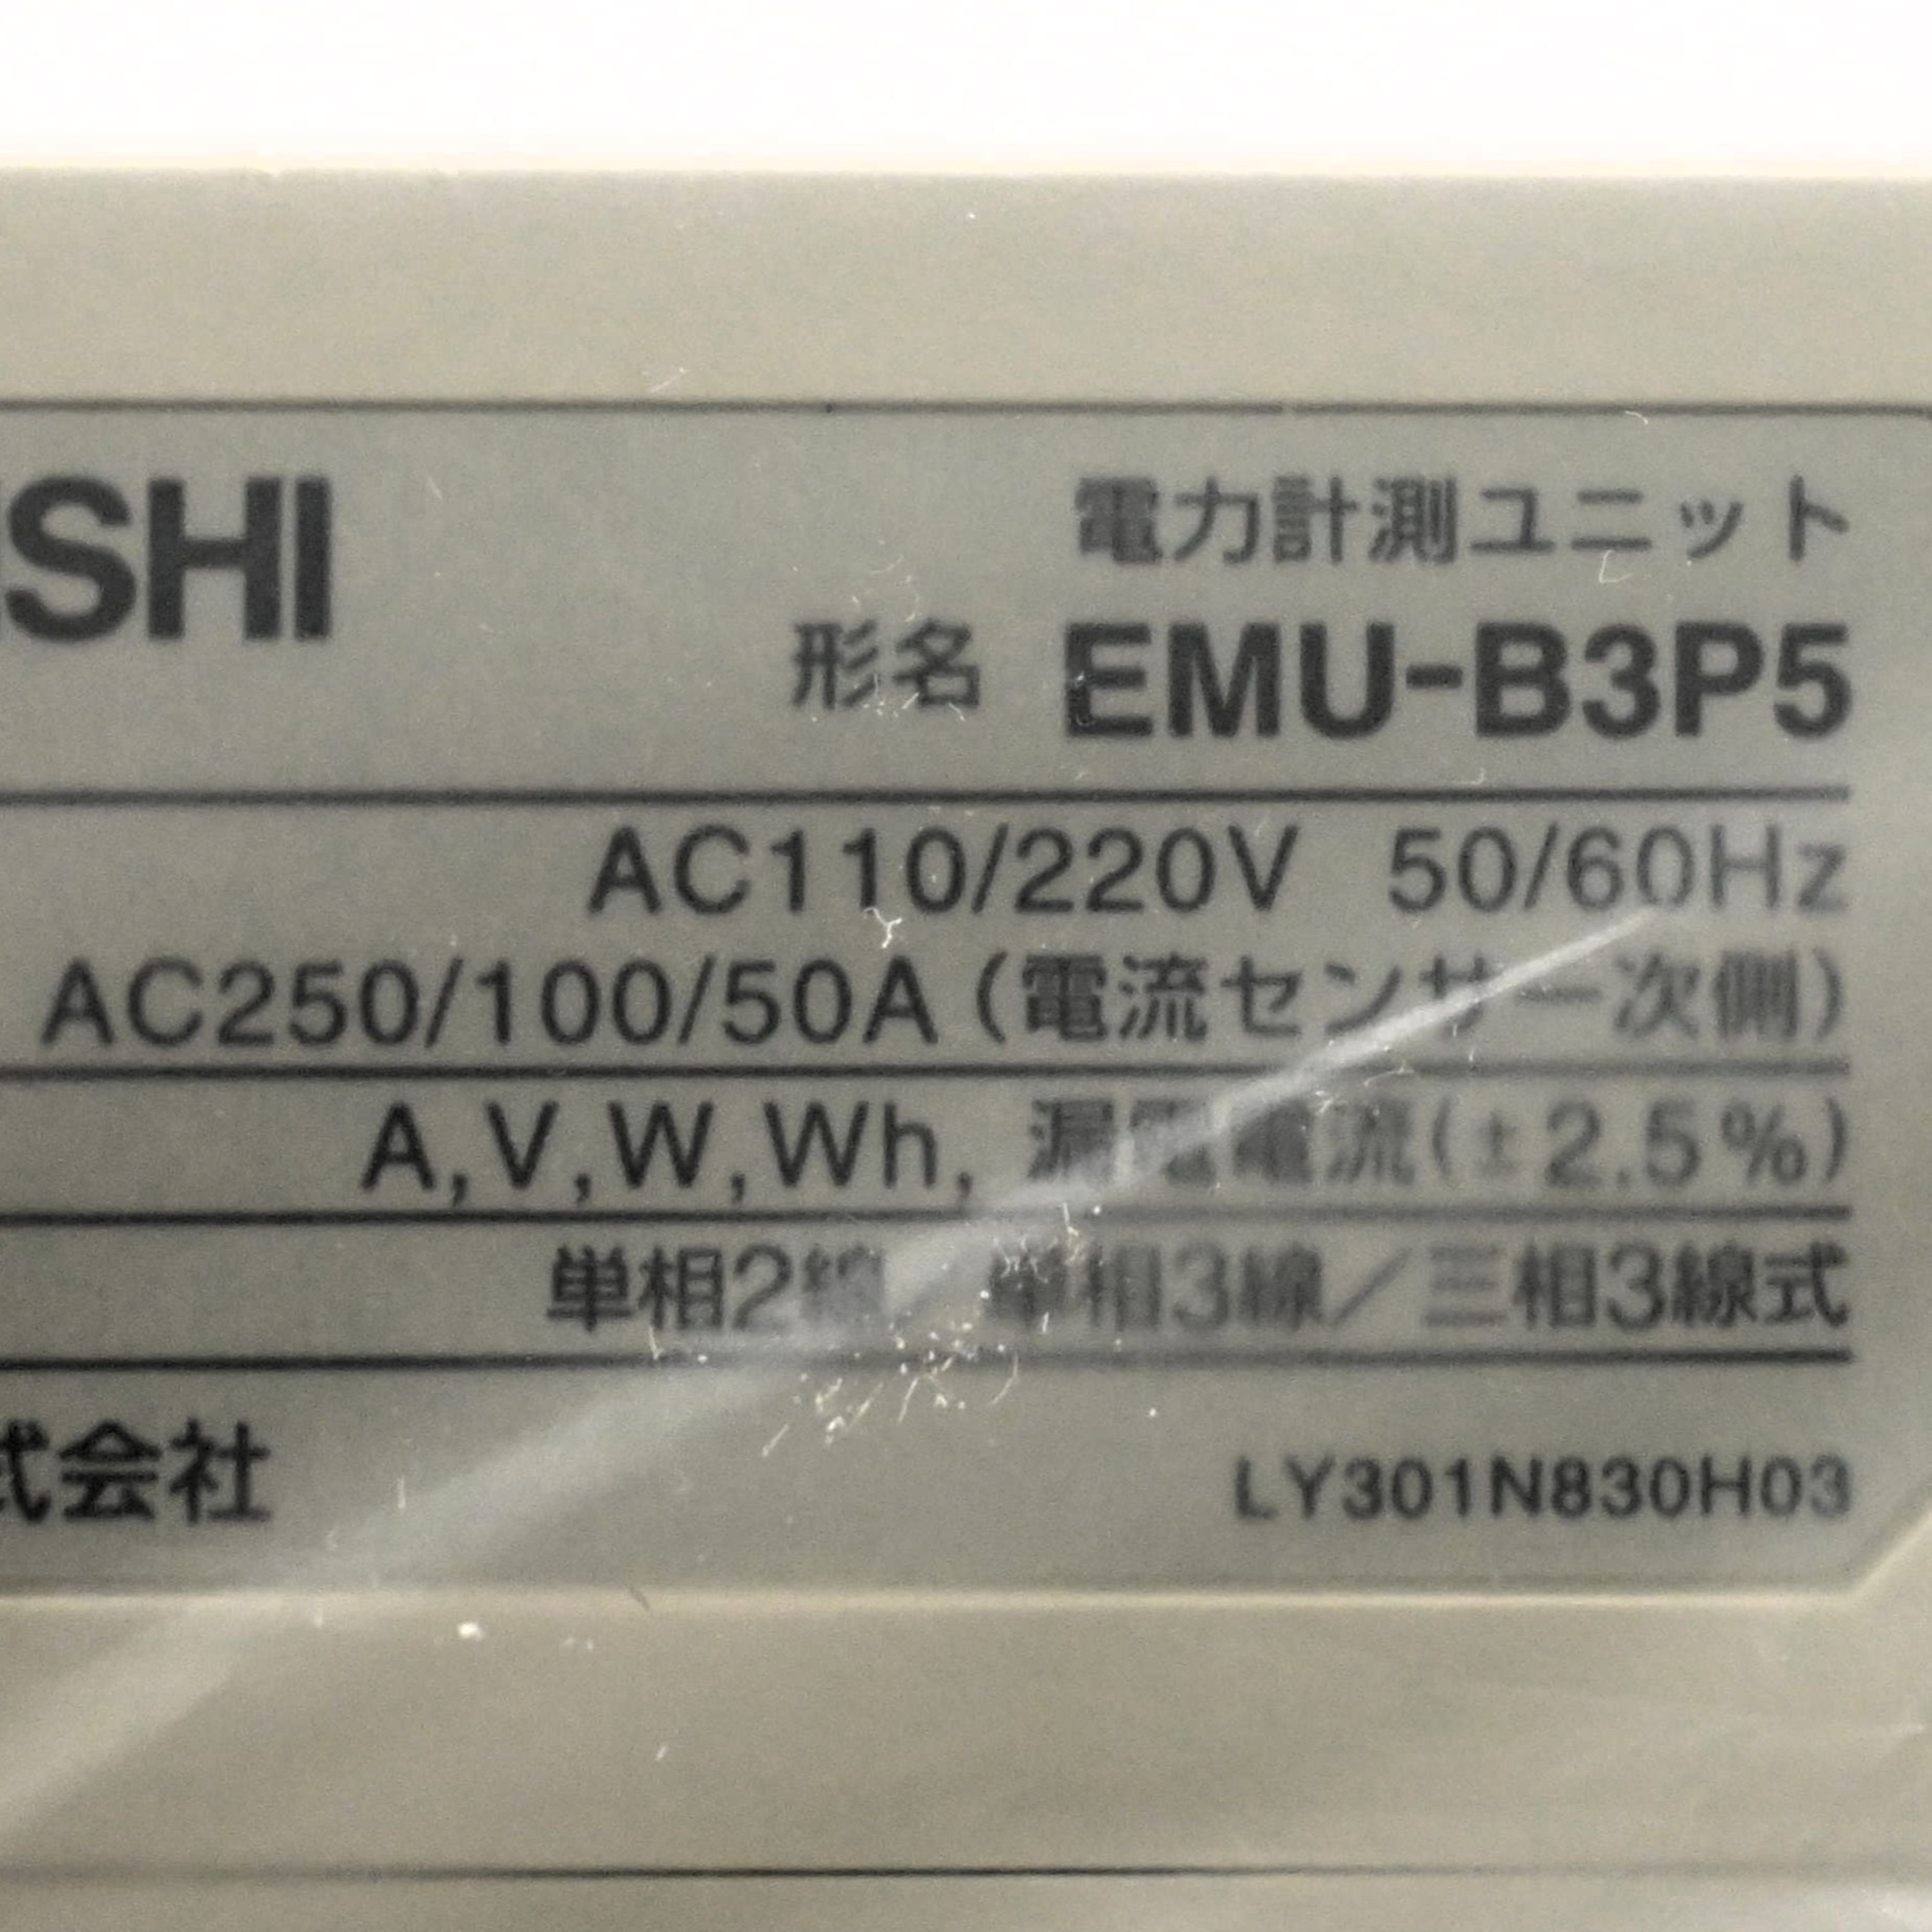 ISHI
電力計測ユニット
形名 EMU-B3P5
AC110/220V 50/60Hz
AC250/100/50A (電流センサ一次側)
A,V,W,Wh, 漏電電流(±2.5%)
単相2線/単相3線/三相3線式
式会社
LY301N830H03